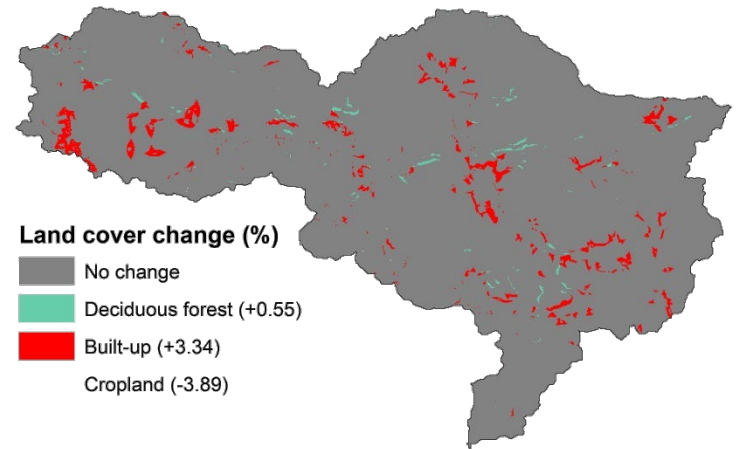 Land cover change (%)
No change
Deciduous forest (+0.55)
Built-up (+3.34)
Cropland (-3.89)